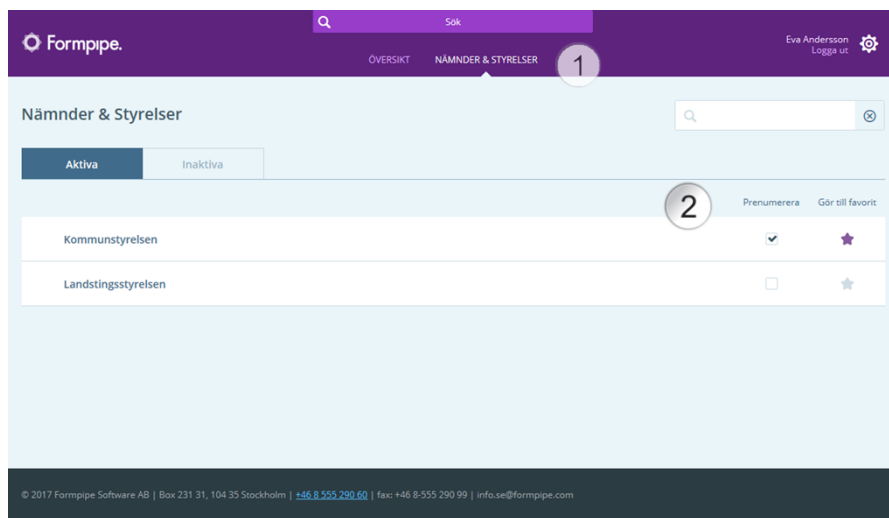 Formpipe.
Sök
ÖVERSIKT NÄMNDER & STYRELSER
1
Eva Andersson
Logga ut
Nämnder & Styrelser
Aktiva Inaktiva
2
Prenumerera Gör till favorit
Kommunstyrelsen
Landstingsstyrelsen
© 2017 Formpipe Software AB | Box 231 31, 104 35 Stockholm | +46 8 555 290 60 | fax: +46 8-555 290 99 | info.se@formpipe.com